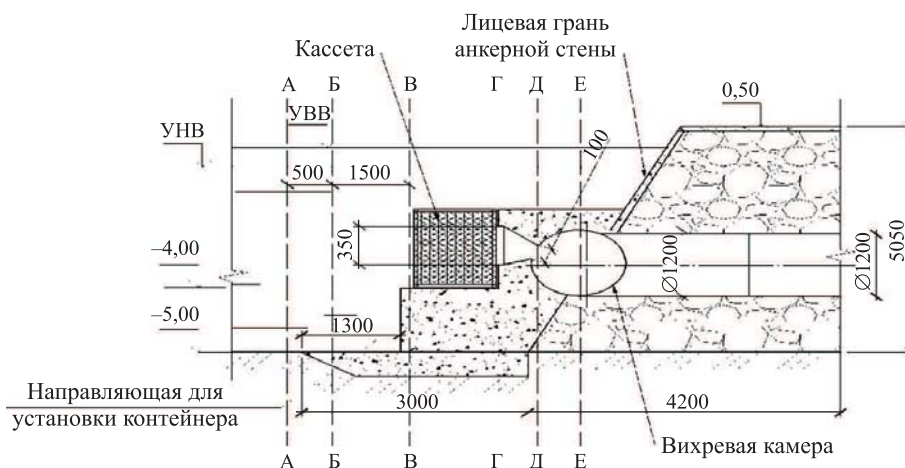 Лицевая грань
анкерной стены
Кассета
А Б В Г Д Е
УВВ
УНВ
0,50
100
500 1500
350
–4,00
∅1200
∅1200
5050
–5,00
1300
Направляющая для
установки контейнера
3000
4200
Вихревая камера
А Б В Г Д Е